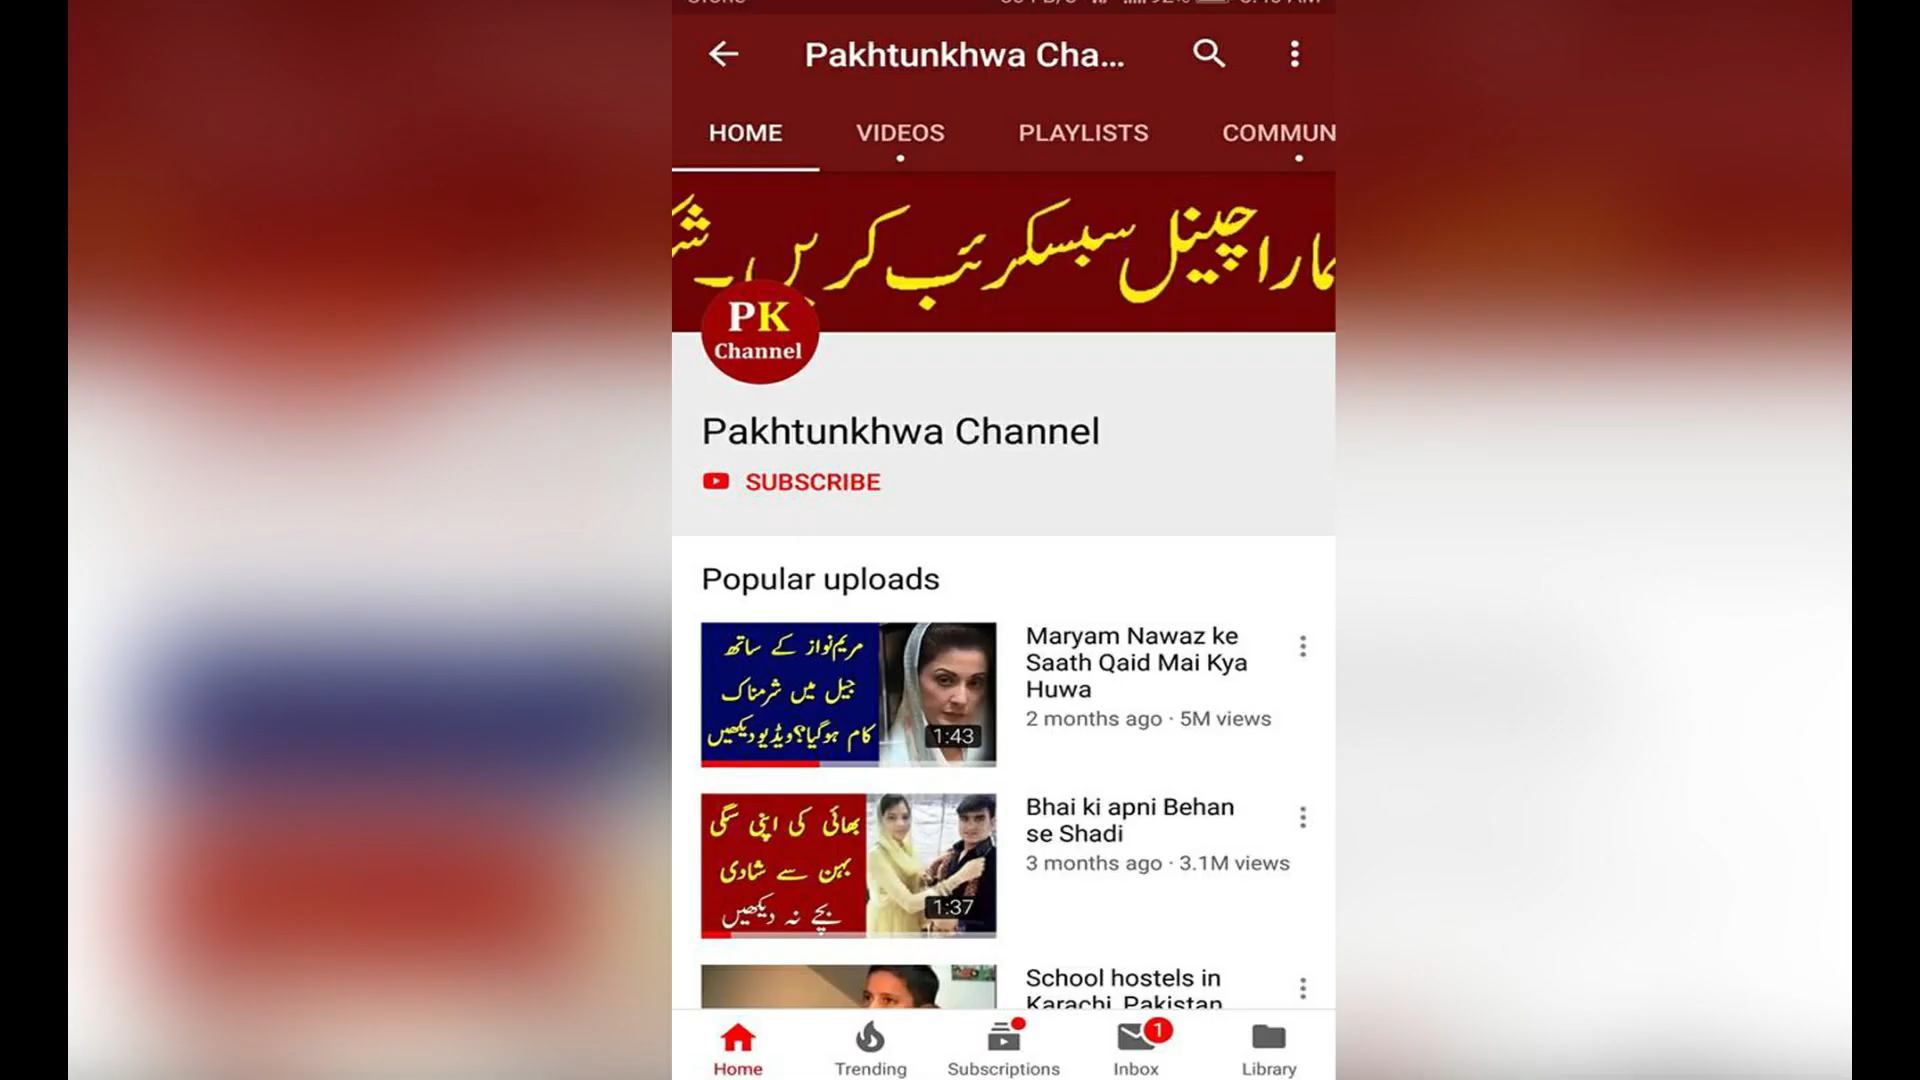 92%
Pakhtunkhwa Cha...
HOME VIDEOS PLAYLISTS COMMUN
ہمارا چینل سبسکرئب کریں۔
PK
Channel
Pakhtunkhwa Channel
SUBSCRIBE
Popular uploads
مریم نواز کے ساتھ
جیل میں شرمناک
کام ہوگیا؟ ویڈیو دیکھیں
1:43
Maryam Nawaz ke
Saath Qaid Mai Kya
Huwa
2 months ago · 5M views
بھائی کی اپنی سگی
بہن سے شادی
بچے نہ دیکھیں
1:37
Bhai ki apni Behan
se Shadi
3 months ago · 3.1M views
School hostels in
Karachi, Pakistan
Home Trending Subscriptions Inbox 1 Library